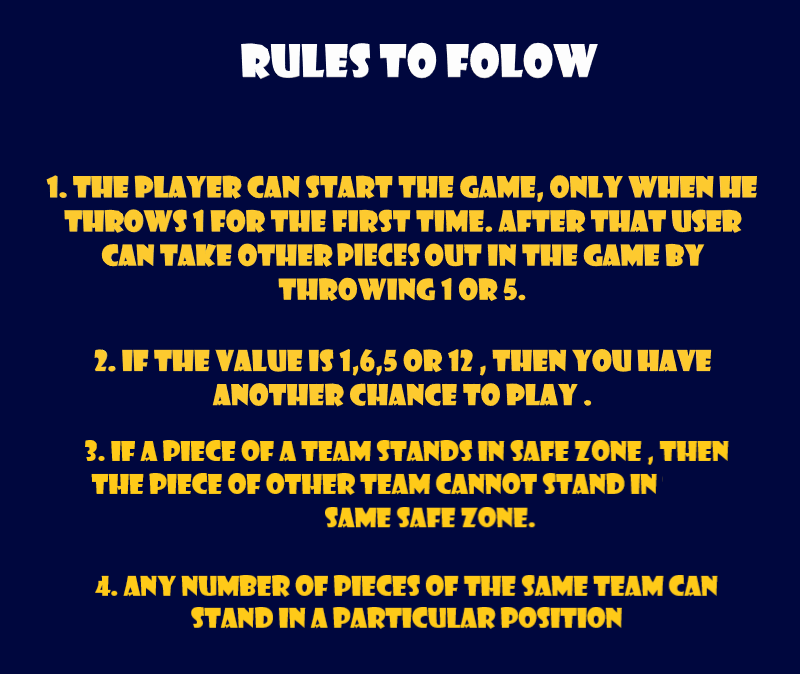 RULES TO FOLOW
1. THE PLAYER CAN START THE GAME, ONLY WHEN HE
THROWS 1 FOR THE FIRST TIME. AFTER THAT USER
CAN TAKE OTHER PIECES OUT IN THE GAME BY
THROWING 1 OR 5.
2. IF THE VALUE IS 1,6,5 OR 12 , THEN YOU HAVE
ANOTHER CHANCE TO PLAY .
3. IF A PIECE OF A TEAM STANDS IN SAFE ZONE , THEN
THE PIECE OF OTHER TEAM CANNOT STAND IN
SAME SAFE ZONE.
4. ANY NUMBER OF PIECES OF THE SAME TEAM CAN
STAND IN A PARTICULAR POSITION